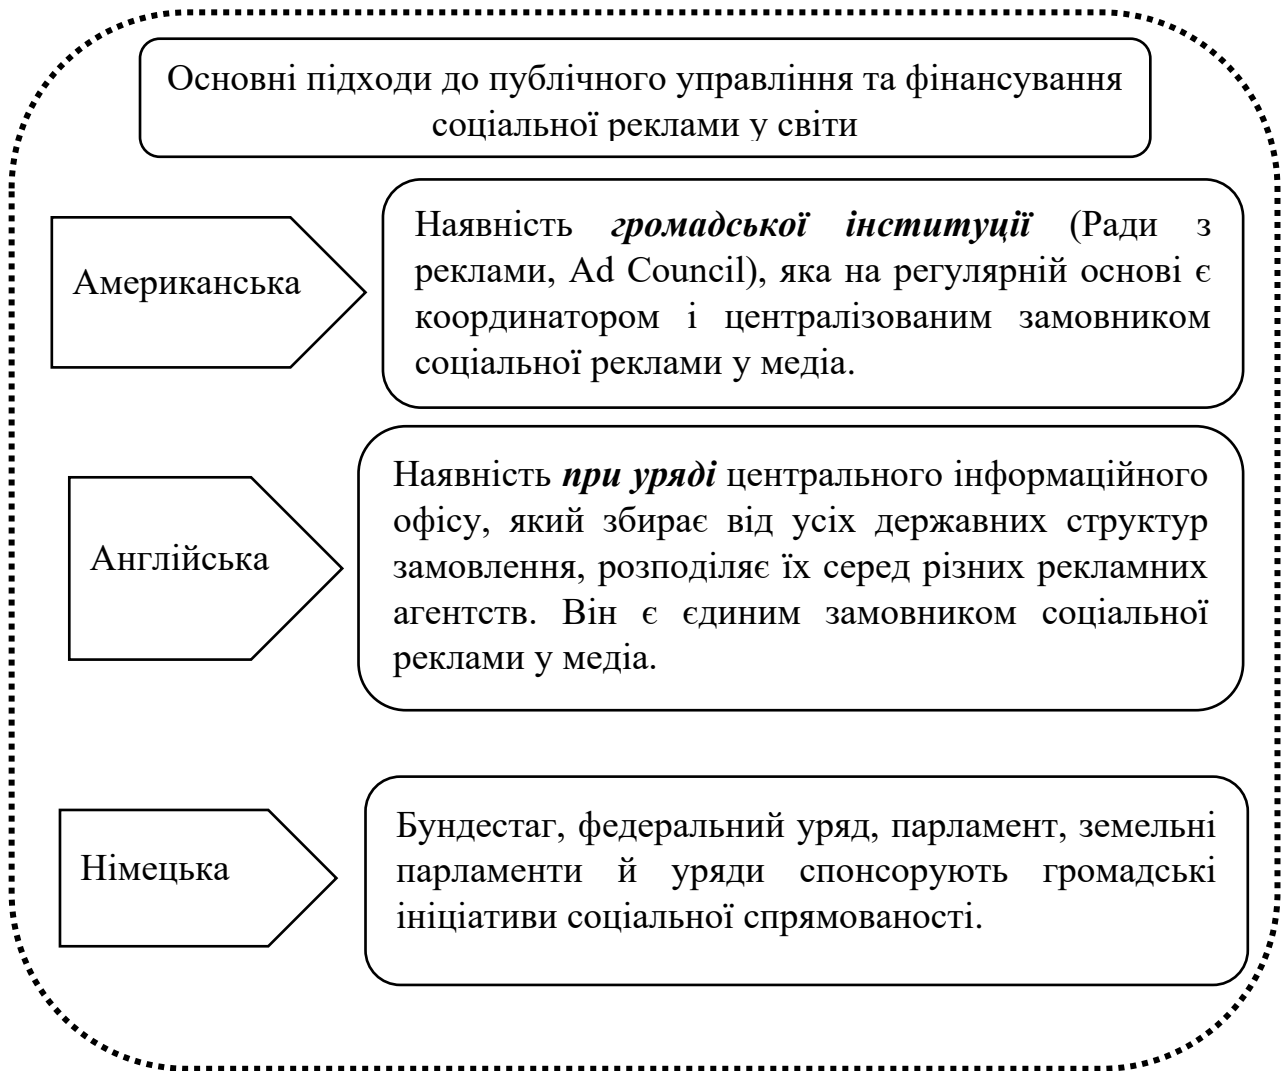 Основні підходи до публічного управління та фінансування
соціальної реклами у світи
Американська
Наявність громадської інституції (Ради з
реклами, Ad Council), яка на регулярній основі є
координатором і централізованим замовником
соціальної реклами у медіа.
Англійська
Наявність при уряді центрального інформаційного
офісу, який збирає від усіх державних структур
замовлення, розподіляє їх серед різних рекламних
агентств. Він є єдиним замовником соціальної
реклами у медіа.
Німецька
Бундестаг, федеральний уряд, парламент, земельні
парламенти й уряди спонсорують громадські
ініціативи соціальної спрямованості.